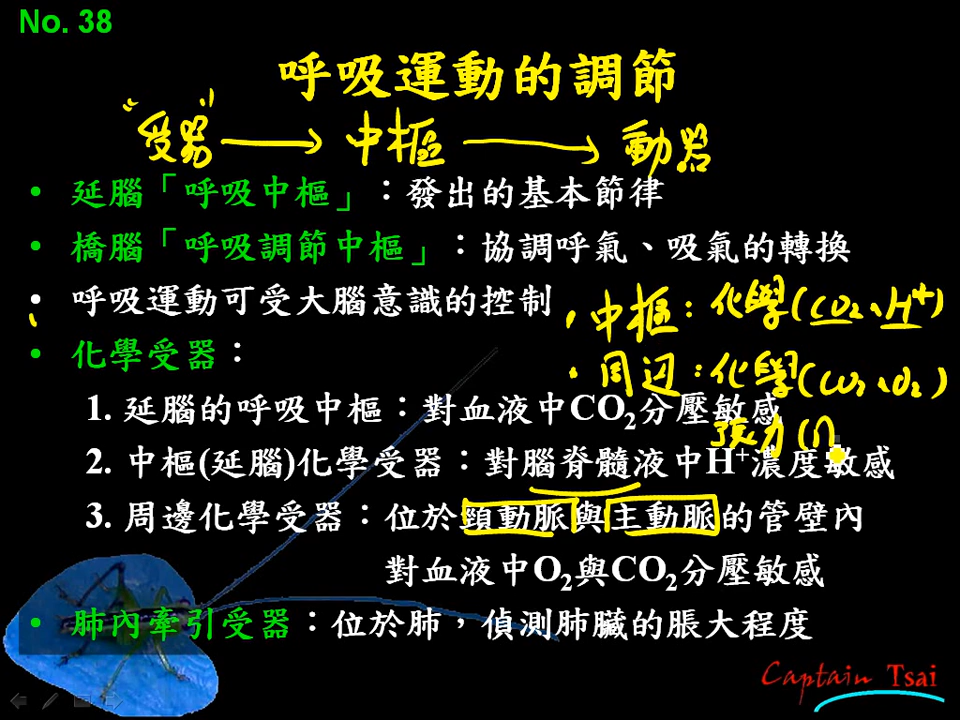 No. 38
呼吸運動的調節
"受器" → 中樞 → 動器
• 延腦「呼吸中樞」：發出的基本節律
• 橋腦「呼吸調節中樞」：協調呼氣、吸氣的轉換
• 呼吸運動可受大腦意識的控制
• 中樞：化學(CO2、H+)
• 化學受器：
• 周边：化學(CO2、O2)
1. 延腦的呼吸中樞：對血液中CO2分壓敏感
張力(
2. 中樞(延腦)化學受器：對腦脊髓液中H+濃度敏感
3. 周邊化學受器：位於頸動脈與主動脈的管壁內
對血液中O2與CO2分壓敏感
• 肺內牽引受器：位於肺，偵測肺臟的脹大程度
Captain Tsai